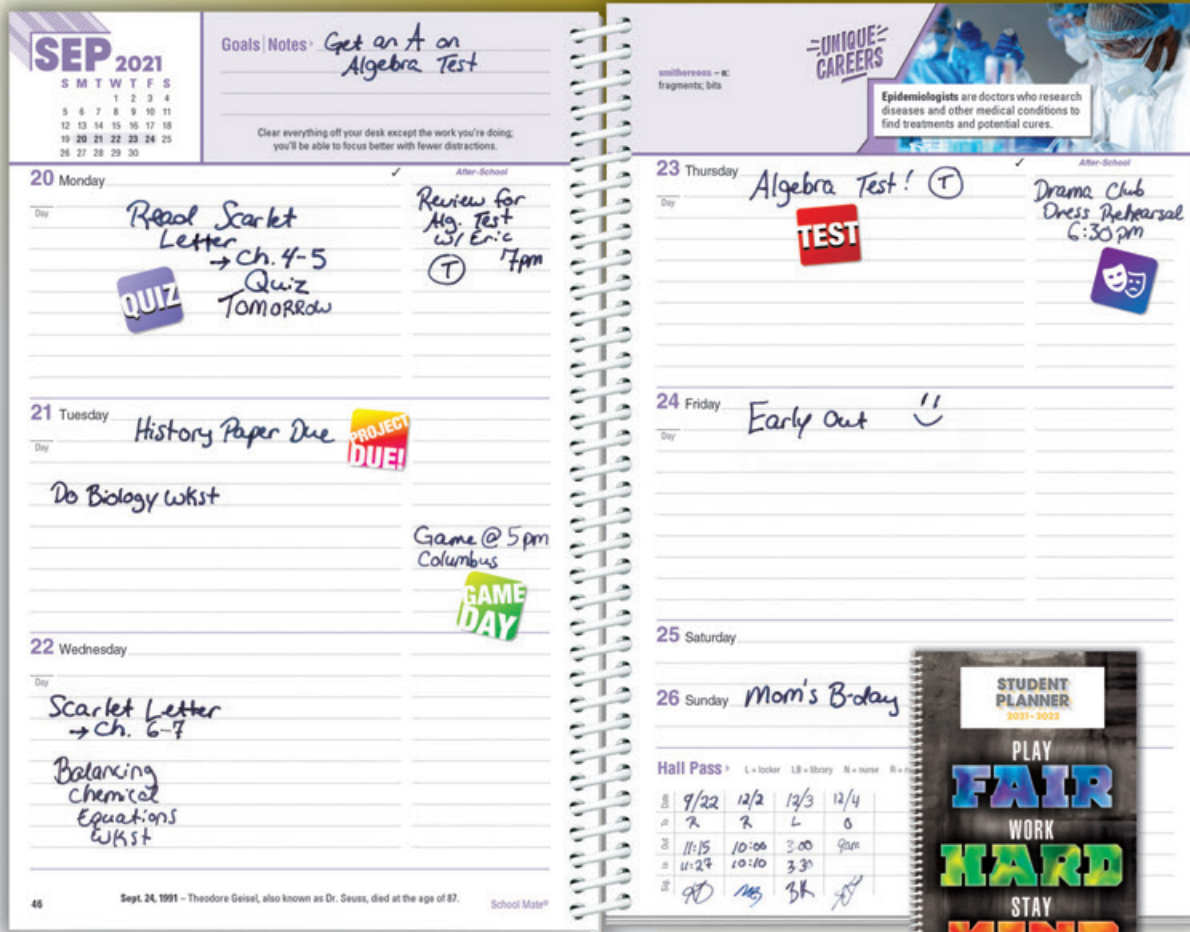 SEP 2021
S M T W T F S
1 2 3 4
5 6 7 8 9 10 11
12 13 14 15 16 17 18
19 20 21 22 23 24 25
26 27 28 29 30
Goals|Notes› Get an A on
Algebra Test
Clear everything off your desk except the work you're doing;
you'll be able to focus better with fewer distractions.
20 Monday
✓
After-School
Day
Read Scarlet
Letter
→ Ch. 4-5
Quiz
TOMORROW
QUIZ
Review for
Alg. Test
w/ Eric
T 7pm
21 Tuesday
Day
History Paper Due
PROJECT
DUE!
Do Biology wkst
Game @ 5pm
Columbus
GAME
DAY
22 Wednesday
Day
Scarlet Letter
→ Ch. 6-7
Balancing
Chemical
Equations
wkst
46
Sept. 24, 1991 – Theodore Geisel, also known as Dr. Seuss, died at the age of 87.
School Mate®
smithereens – n:
fragments; bits
UNIQUE
CAREERS
Epidemiologists are doctors who research
diseases and other medical conditions to
find treatments and potential cures.
23 Thursday
✓
After-School
Day
Algebra Test! T
TEST
Drama Club
Dress Rehearsal
6:30pm
24 Friday
Day
Early Out
25 Saturday
26 Sunday Mom's B-day
Hall Pass› L = locker LB = library N = nurse
Date 9/22 12/2 12/3 12/4
To R R L O
Out 11:15 10:00 3:00 9am
In 11:27 10:10 3:30
Sig.
STUDENT
PLANNER
2021-2022
PLAY
FAIR
WORK
HARD
STAY
KIND